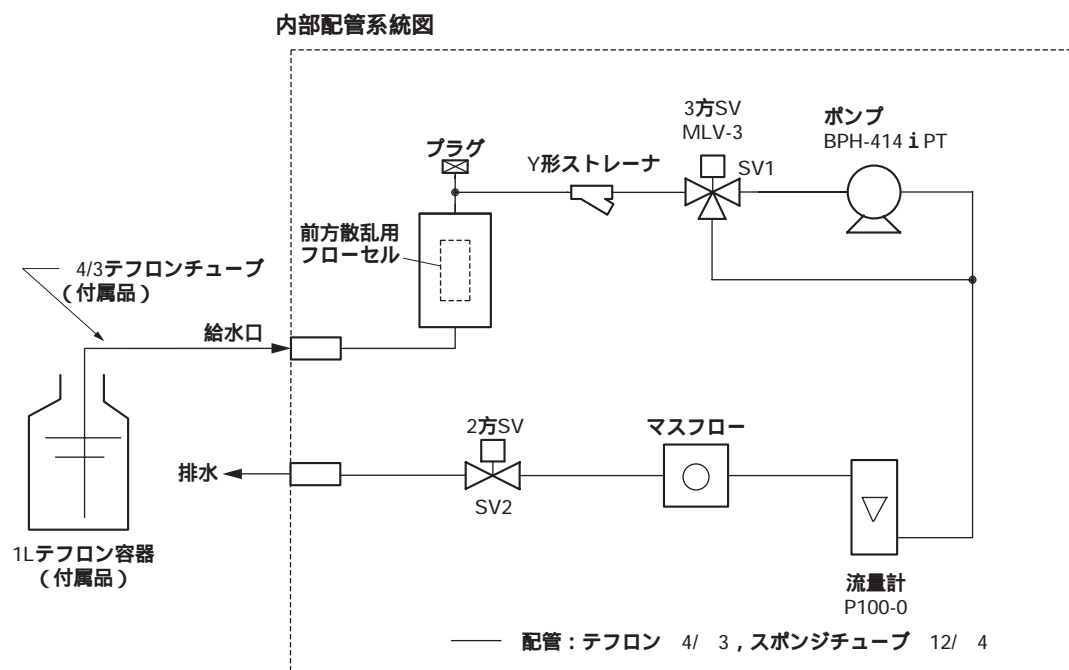 内部配管系統図
3方SV
MLV-3
SV1
ポンプ
BPH-414 i PT
プラグ
Y形ストレーナ
前方散乱用
フローセル
4/3テフロンチューブ
（付属品）
給水口
2方SV
SV2
マスフロー
排水
1Lテフロン容器
（付属品）
流量計
P100-0
配管：テフロン 4/ 3，スポンジチューブ 12/ 4